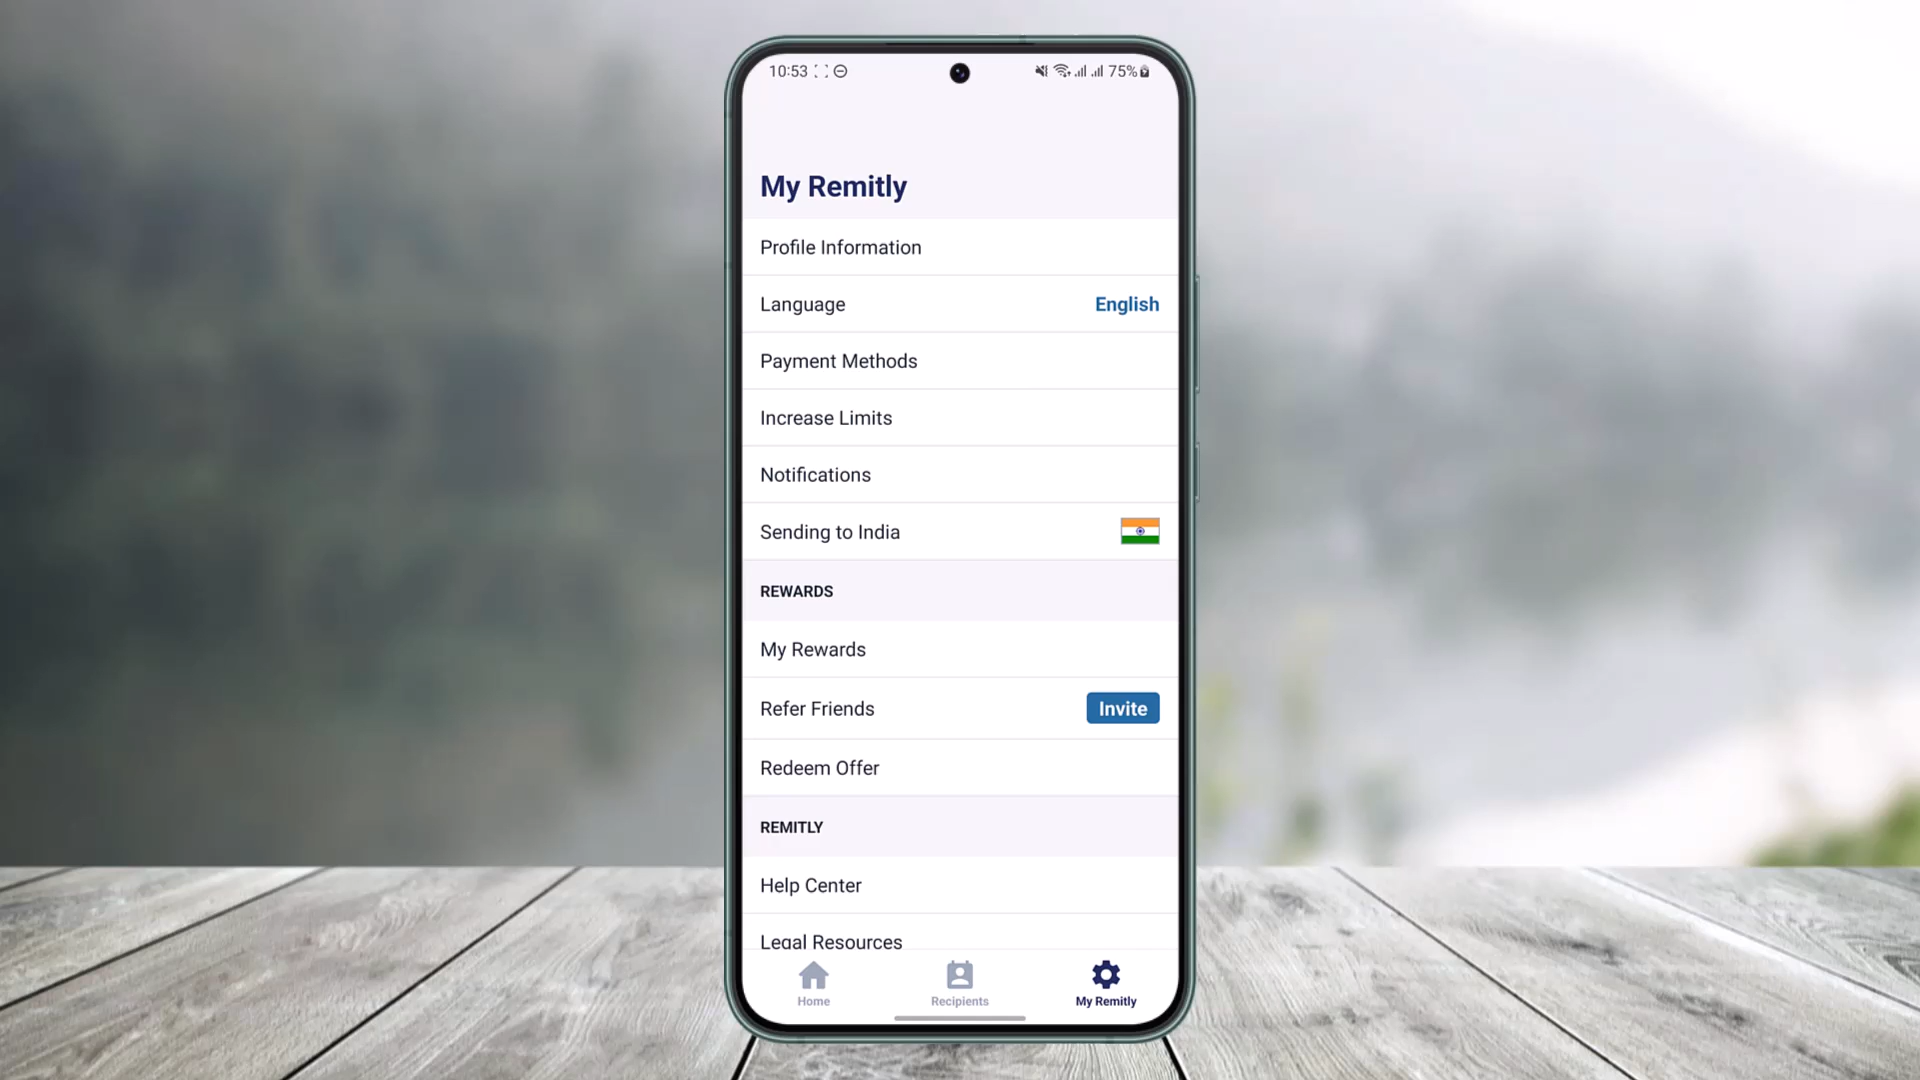 10:53
75%
My Remitly
Profile Information
Language English
Payment Methods
Increase Limits
Notifications
Sending to India
REWARDS
My Rewards
Refer Friends Invite
Redeem Offer
REMITLY
Help Center
Legal Resources
Home Recipients My Remitly